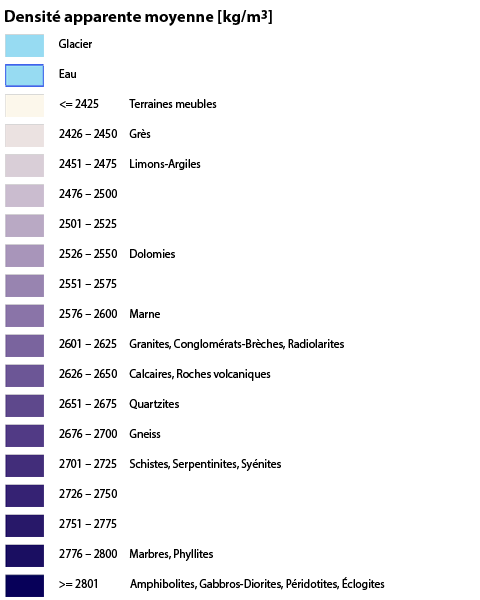 Densité apparente moyenne [kg/m³]
Glacier
Eau
<= 2425 Terraines meubles
2426 – 2450 Grès
2451 – 2475 Limons-Argiles
2476 – 2500
2501 – 2525
2526 – 2550 Dolomies
2551 – 2575
2576 – 2600 Marne
2601 – 2625 Granites, Conglomérats-Brèches, Radiolarites
2626 – 2650 Calcaires, Roches volcaniques
2651 – 2675 Quartzites
2676 – 2700 Gneiss
2701 – 2725 Schistes, Serpentinites, Syénites
2726 – 2750
2751 – 2775
2776 – 2800 Marbres, Phyllites
>= 2801 Amphibolites, Gabbros-Diorites, Péridotites, Éclogites